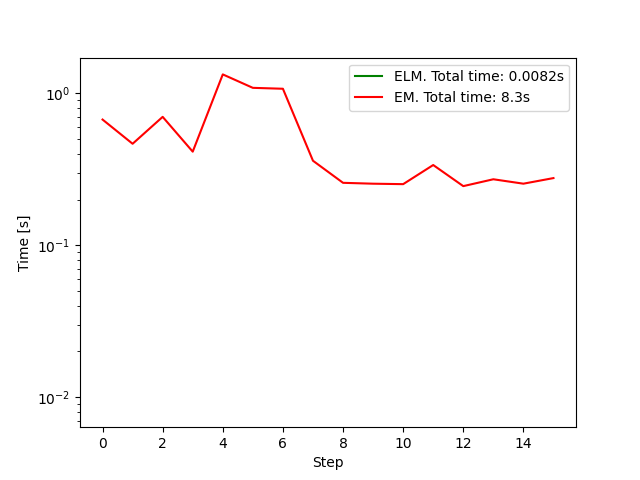 ELM. Total time: 0.0082s
EM. Total time: 8.3s
10⁰
10⁻¹
10⁻²
Time [s]
0 2 4 6 8 10 12 14
Step